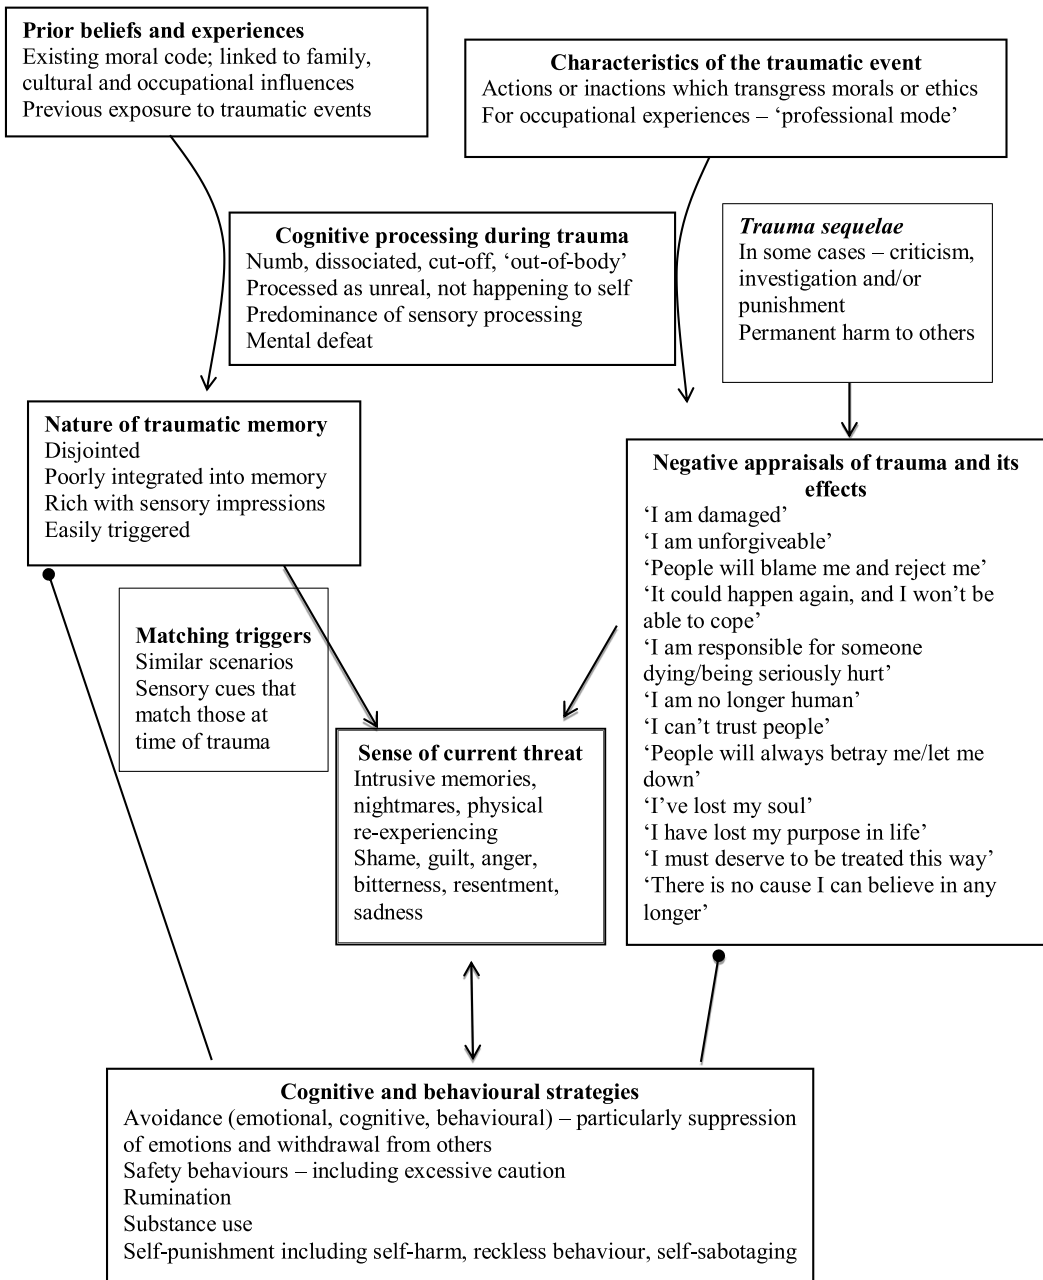 Prior beliefs and experiences
Existing moral code; linked to family,
cultural and occupational influences
Previous exposure to traumatic events
Characteristics of the traumatic event
Actions or inactions which transgress morals or ethics
For occupational experiences – ‘professional mode’
Cognitive processing during trauma
Numb, dissociated, cut-off, ‘out-of-body’
Processed as unreal, not happening to self
Predominance of sensory processing
Mental defeat
Trauma sequelae
In some cases – criticism,
investigation and/or
punishment
Permanent harm to others
Nature of traumatic memory
Disjointed
Poorly integrated into memory
Rich with sensory impressions
Easily triggered
Negative appraisals of trauma and its
effects
‘I am damaged’
‘I am unforgiveable’
‘People will blame me and reject me’
‘It could happen again, and I won’t be
able to cope’
‘I am responsible for someone
dying/being seriously hurt’
‘I am no longer human’
‘I can’t trust people’
‘People will always betray me/let me
down’
‘I’ve lost my soul’
‘I have lost my purpose in life’
‘I must deserve to be treated this way’
‘There is no cause I can believe in any
longer’
Matching triggers
Similar scenarios
Sensory cues that
match those at
time of trauma
Sense of current threat
Intrusive memories,
nightmares, physical
re-experiencing
Shame, guilt, anger,
bitterness, resentment,
sadness
Cognitive and behavioural strategies
Avoidance (emotional, cognitive, behavioural) – particularly suppression
of emotions and withdrawal from others
Safety behaviours – including excessive caution
Rumination
Substance use
Self-punishment including self-harm, reckless behaviour, self-sabotaging